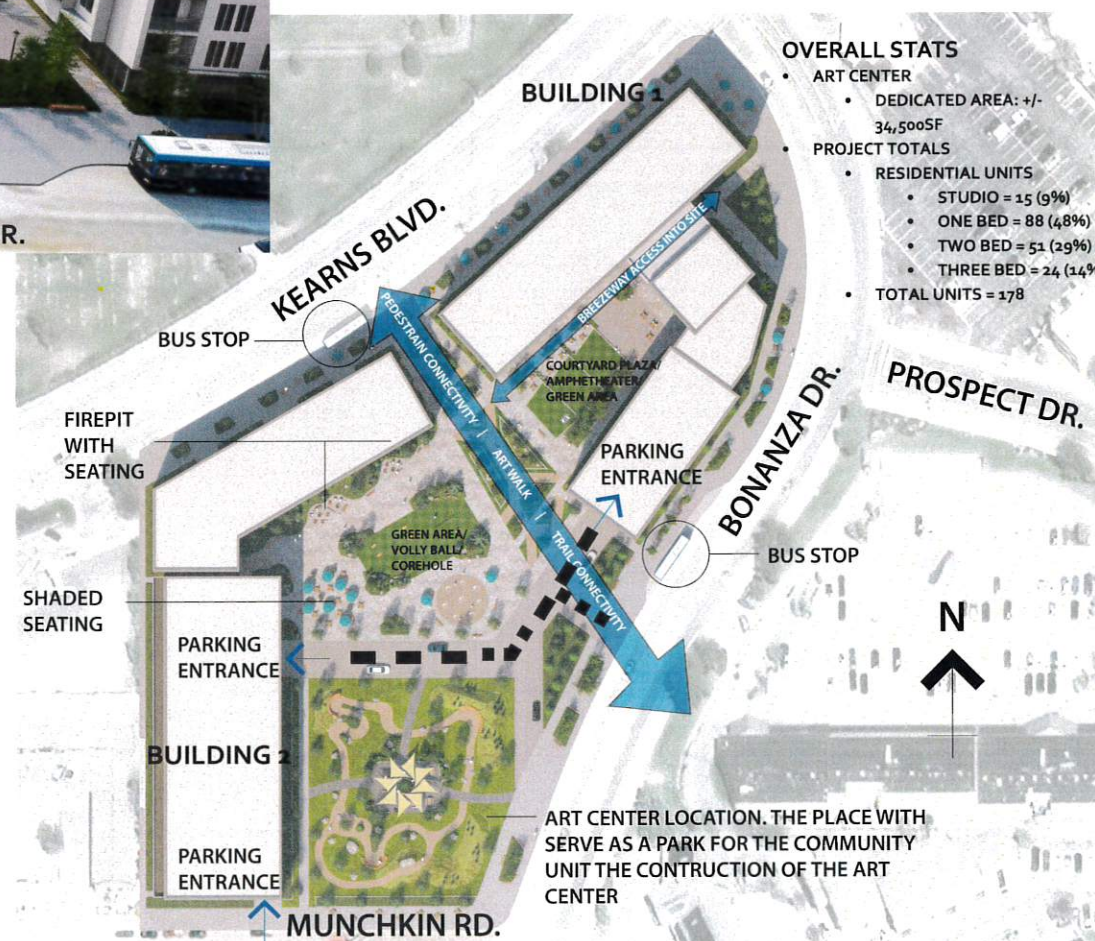 R.
OVERALL STATS
• ART CENTER
• DEDICATED AREA: +/-
34,500SF
• PROJECT TOTALS
• RESIDENTIAL UNITS
• STUDIO = 15 (9%)
• ONE BED = 88 (48%)
• TWO BED = 51 (29%)
• THREE BED = 24 (14%
• TOTAL UNITS = 178
BUILDING 1
KEARNS BLVD.
BUS STOP
PEDESTRAIN CONNECTIVITY | ART WALK | TRAIL CONNECTIVITY
BREEZEWAY ACCESS INTO SITE
COURTYARD PLAZA/
AMPHETHEATER/
GREEN AREA
PROSPECT DR.
BONANZA DR.
FIREPIT
WITH
SEATING
PARKING
ENTRANCE
GREEN AREA/
VOLLY BALL/
COREHOLE
BUS STOP
SHADED
SEATING
PARKING
ENTRANCE
N
BUILDING 2
ART CENTER LOCATION. THE PLACE WITH
SERVE AS A PARK FOR THE COMMUNITY
UNIT THE CONTRUCTION OF THE ART
CENTER
PARKING
ENTRANCE
MUNCHKIN RD.